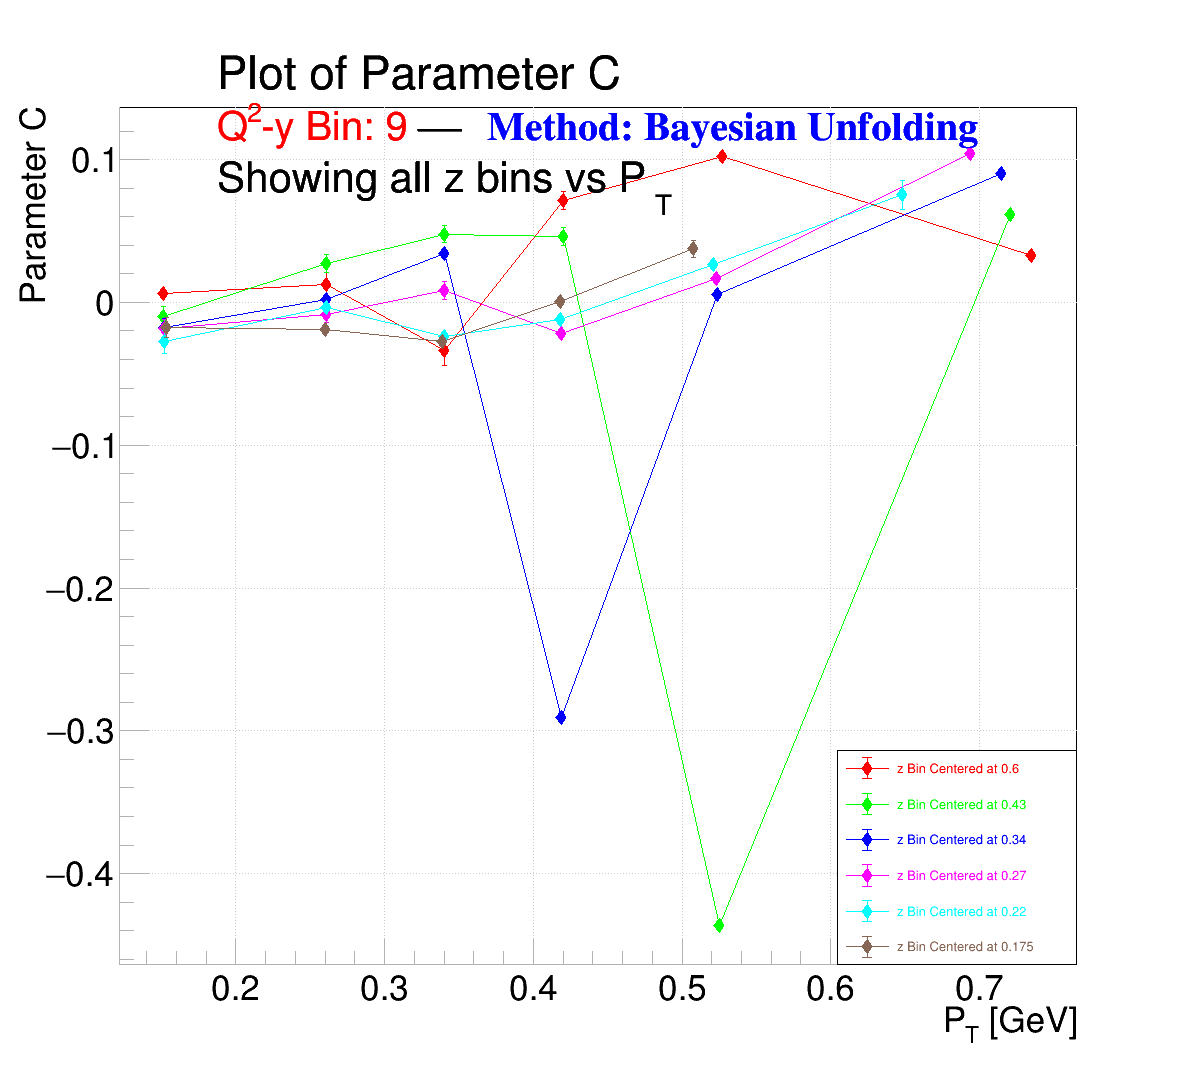 Plot of Parameter C
Q²-y Bin: 9 — Method: Bayesian Unfolding
Showing all z bins vs P_T
Parameter C
0.1
0
−0.1
−0.2
−0.3
−0.4
z Bin Centered at 0.6
z Bin Centered at 0.43
z Bin Centered at 0.34
z Bin Centered at 0.27
z Bin Centered at 0.22
z Bin Centered at 0.175
0.2 0.3 0.4 0.5 0.6 0.7
P_T [GeV]